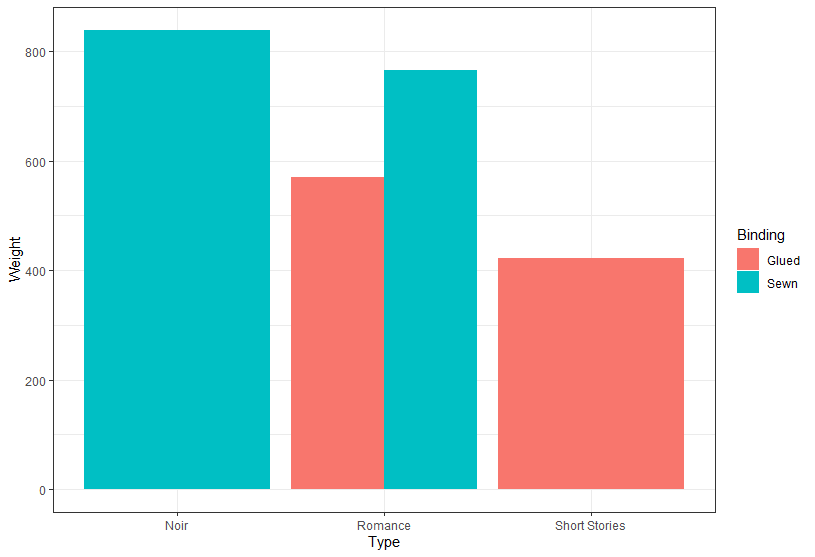 800
600
400
200
0
Weight
Noir
Romance
Short Stories
Type
Binding
Glued
Sewn